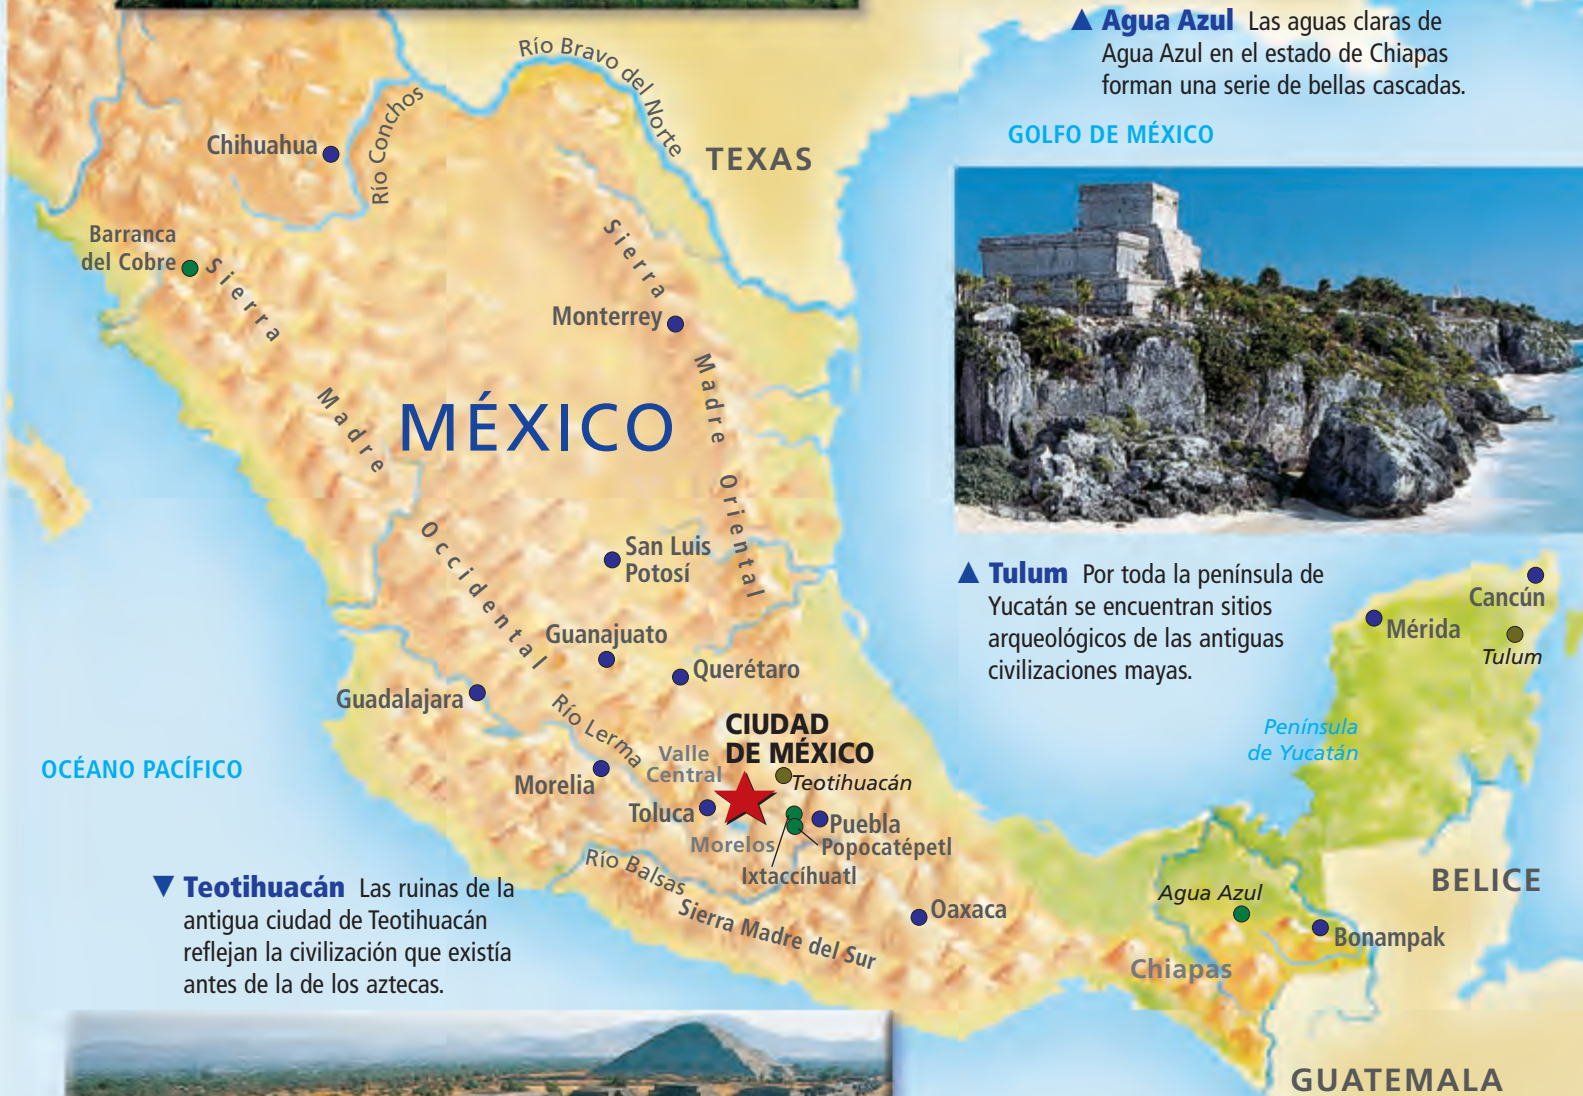 ▲ Agua Azul Las aguas claras de
Agua Azul en el estado de Chiapas
forman una serie de bellas cascadas.
GOLFO DE MÉXICO
Río Bravo del Norte
Río Conchos
Chihuahua
TEXAS
Barranca
del Cobre
Sierra Madre Occidental
Sierra Madre Oriental
Monterrey
MÉXICO
San Luis
Potosí
Guanajuato
Querétaro
Guadalajara
Río Lerma
CIUDAD
DE MÉXICO
Valle
Central
Teotihuacán
Morelia
Toluca
Puebla
Morelos
Popocatépetl
Ixtaccíhuatl
Río Balsas
Sierra Madre del Sur
Oaxaca
OCÉANO PACÍFICO
▼ Teotihuacán Las ruinas de la
antigua ciudad de Teotihuacán
reflejan la civilización que existía
antes de la de los aztecas.
▲ Tulum Por toda la península de
Yucatán se encuentran sitios
arqueológicos de las antiguas
civilizaciones mayas.
Cancún
Mérida
Tulum
Península
de Yucatán
BELICE
Agua Azul
Bonampak
Chiapas
GUATEMALA